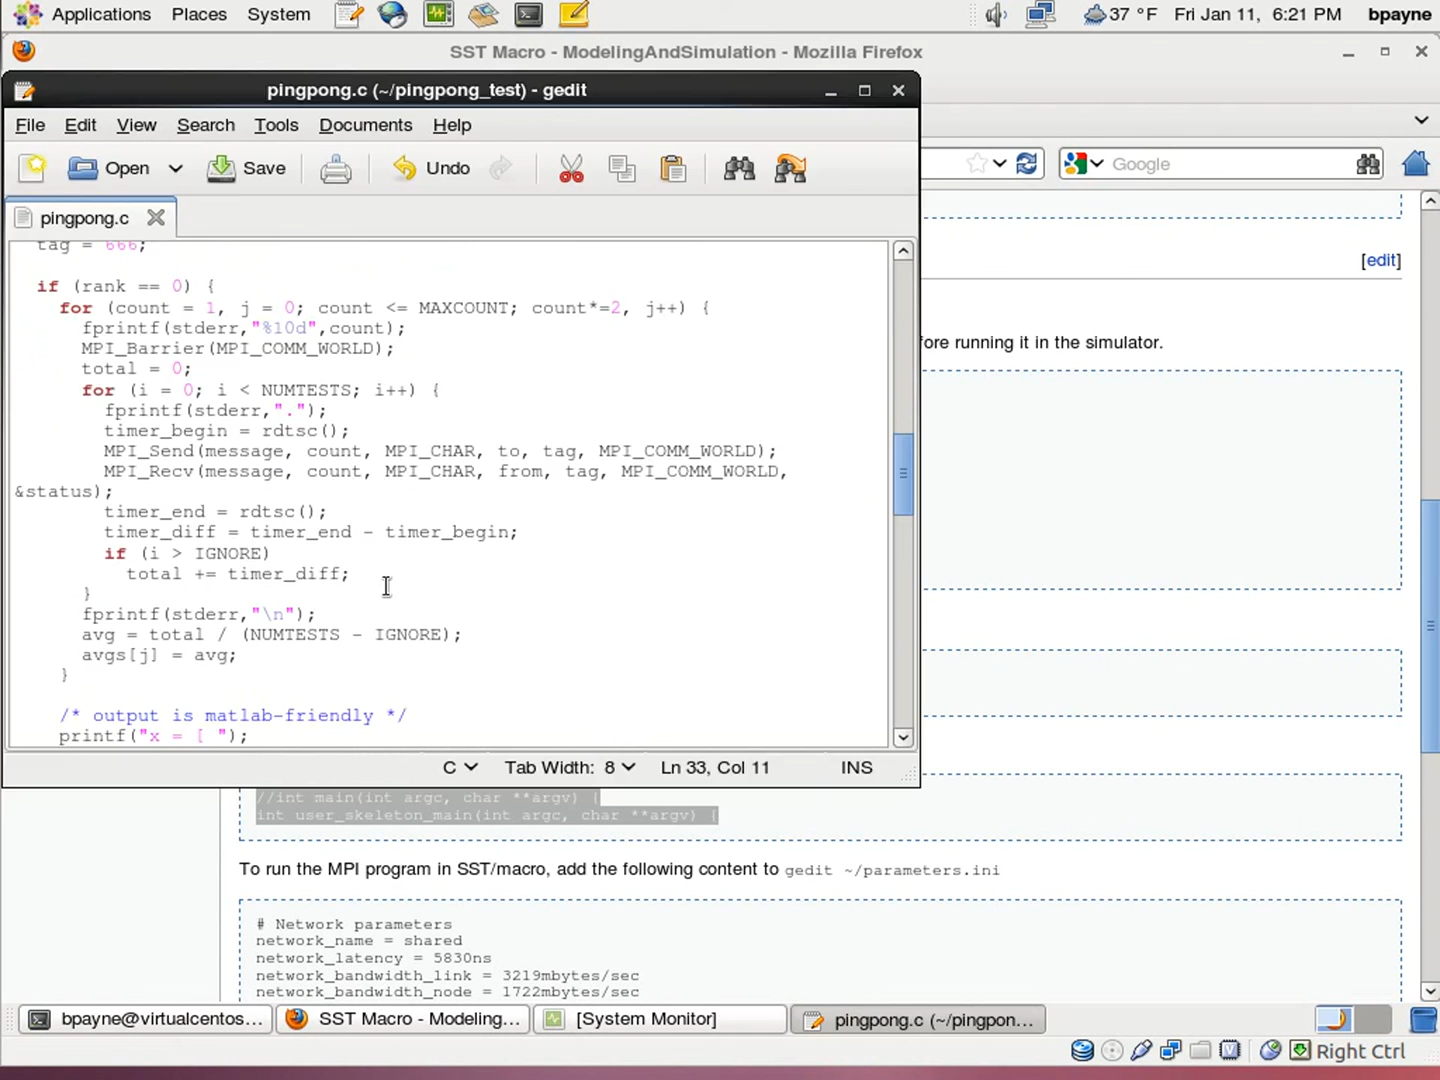 Applications Places System 37 °F Fri Jan 11, 6:21 PM bpayne
SST Macro - ModelingAndSimulation - Mozilla Firefox
pingpong.c (~/pingpong_test) - gedit
File Edit View Search Tools Documents Help
Open Save Undo
Google
pingpong.c
tag = 666;
[edit]
if (rank == 0) {
for (count = 1, j = 0; count <= MAXCOUNT; count*=2, j++) {
fprintf(stderr,"%10d",count);
MPI_Barrier(MPI_COMM_WORLD);
ore running it in the simulator.
total = 0;
for (i = 0; i < NUMTESTS; i++) {
fprintf(stderr,".");
timer_begin = rdtsc();
MPI_Send(message, count, MPI_CHAR, to, tag, MPI_COMM_WORLD);
MPI_Recv(message, count, MPI_CHAR, from, tag, MPI_COMM_WORLD,
&status);
timer_end = rdtsc();
timer_diff = timer_end - timer_begin;
if (i > IGNORE)
total += timer_diff;
}
fprintf(stderr,"\n");
avg = total / (NUMTESTS - IGNORE);
avgs[j] = avg;
}
/* output is matlab-friendly */
printf("x = [ ");
C Tab Width: 8 Ln 33, Col 11 INS
//int main(int argc, char **argv) {
int user_skeleton_main(int argc, char **argv) {
To run the MPI program in SST/macro, add the following content to gedit ~/parameters.ini
# Network parameters
network_name = shared
network_latency = 5830ns
network_bandwidth_link = 3219mbytes/sec
network_bandwidth_node = 1722mbytes/sec
bpayne@virtualcentos... SST Macro - Modeling... [System Monitor] pingpong.c (~/pingpon...
Right Ctrl